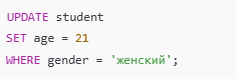 UPDATE student
SET age = 21
WHERE gender = 'женский';